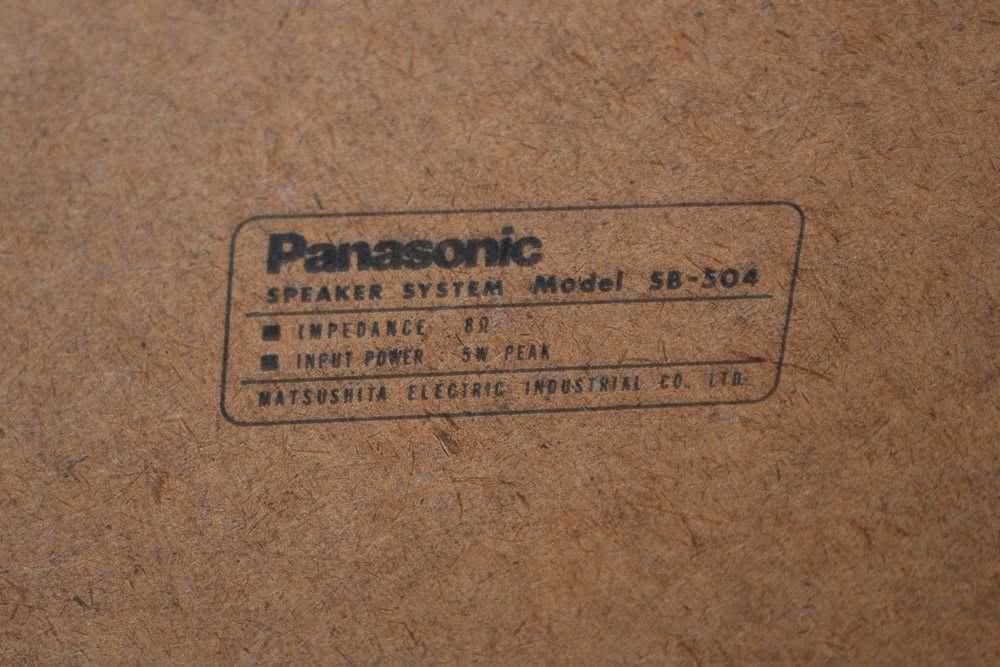 Panasonic
SPEAKER SYSTEM Model SB-504
■ IMPEDANCE 8Ω
■ INPUT POWER 5W PEAK
MATSUSHITA ELECTRIC INDUSTRIAL CO., LTD.